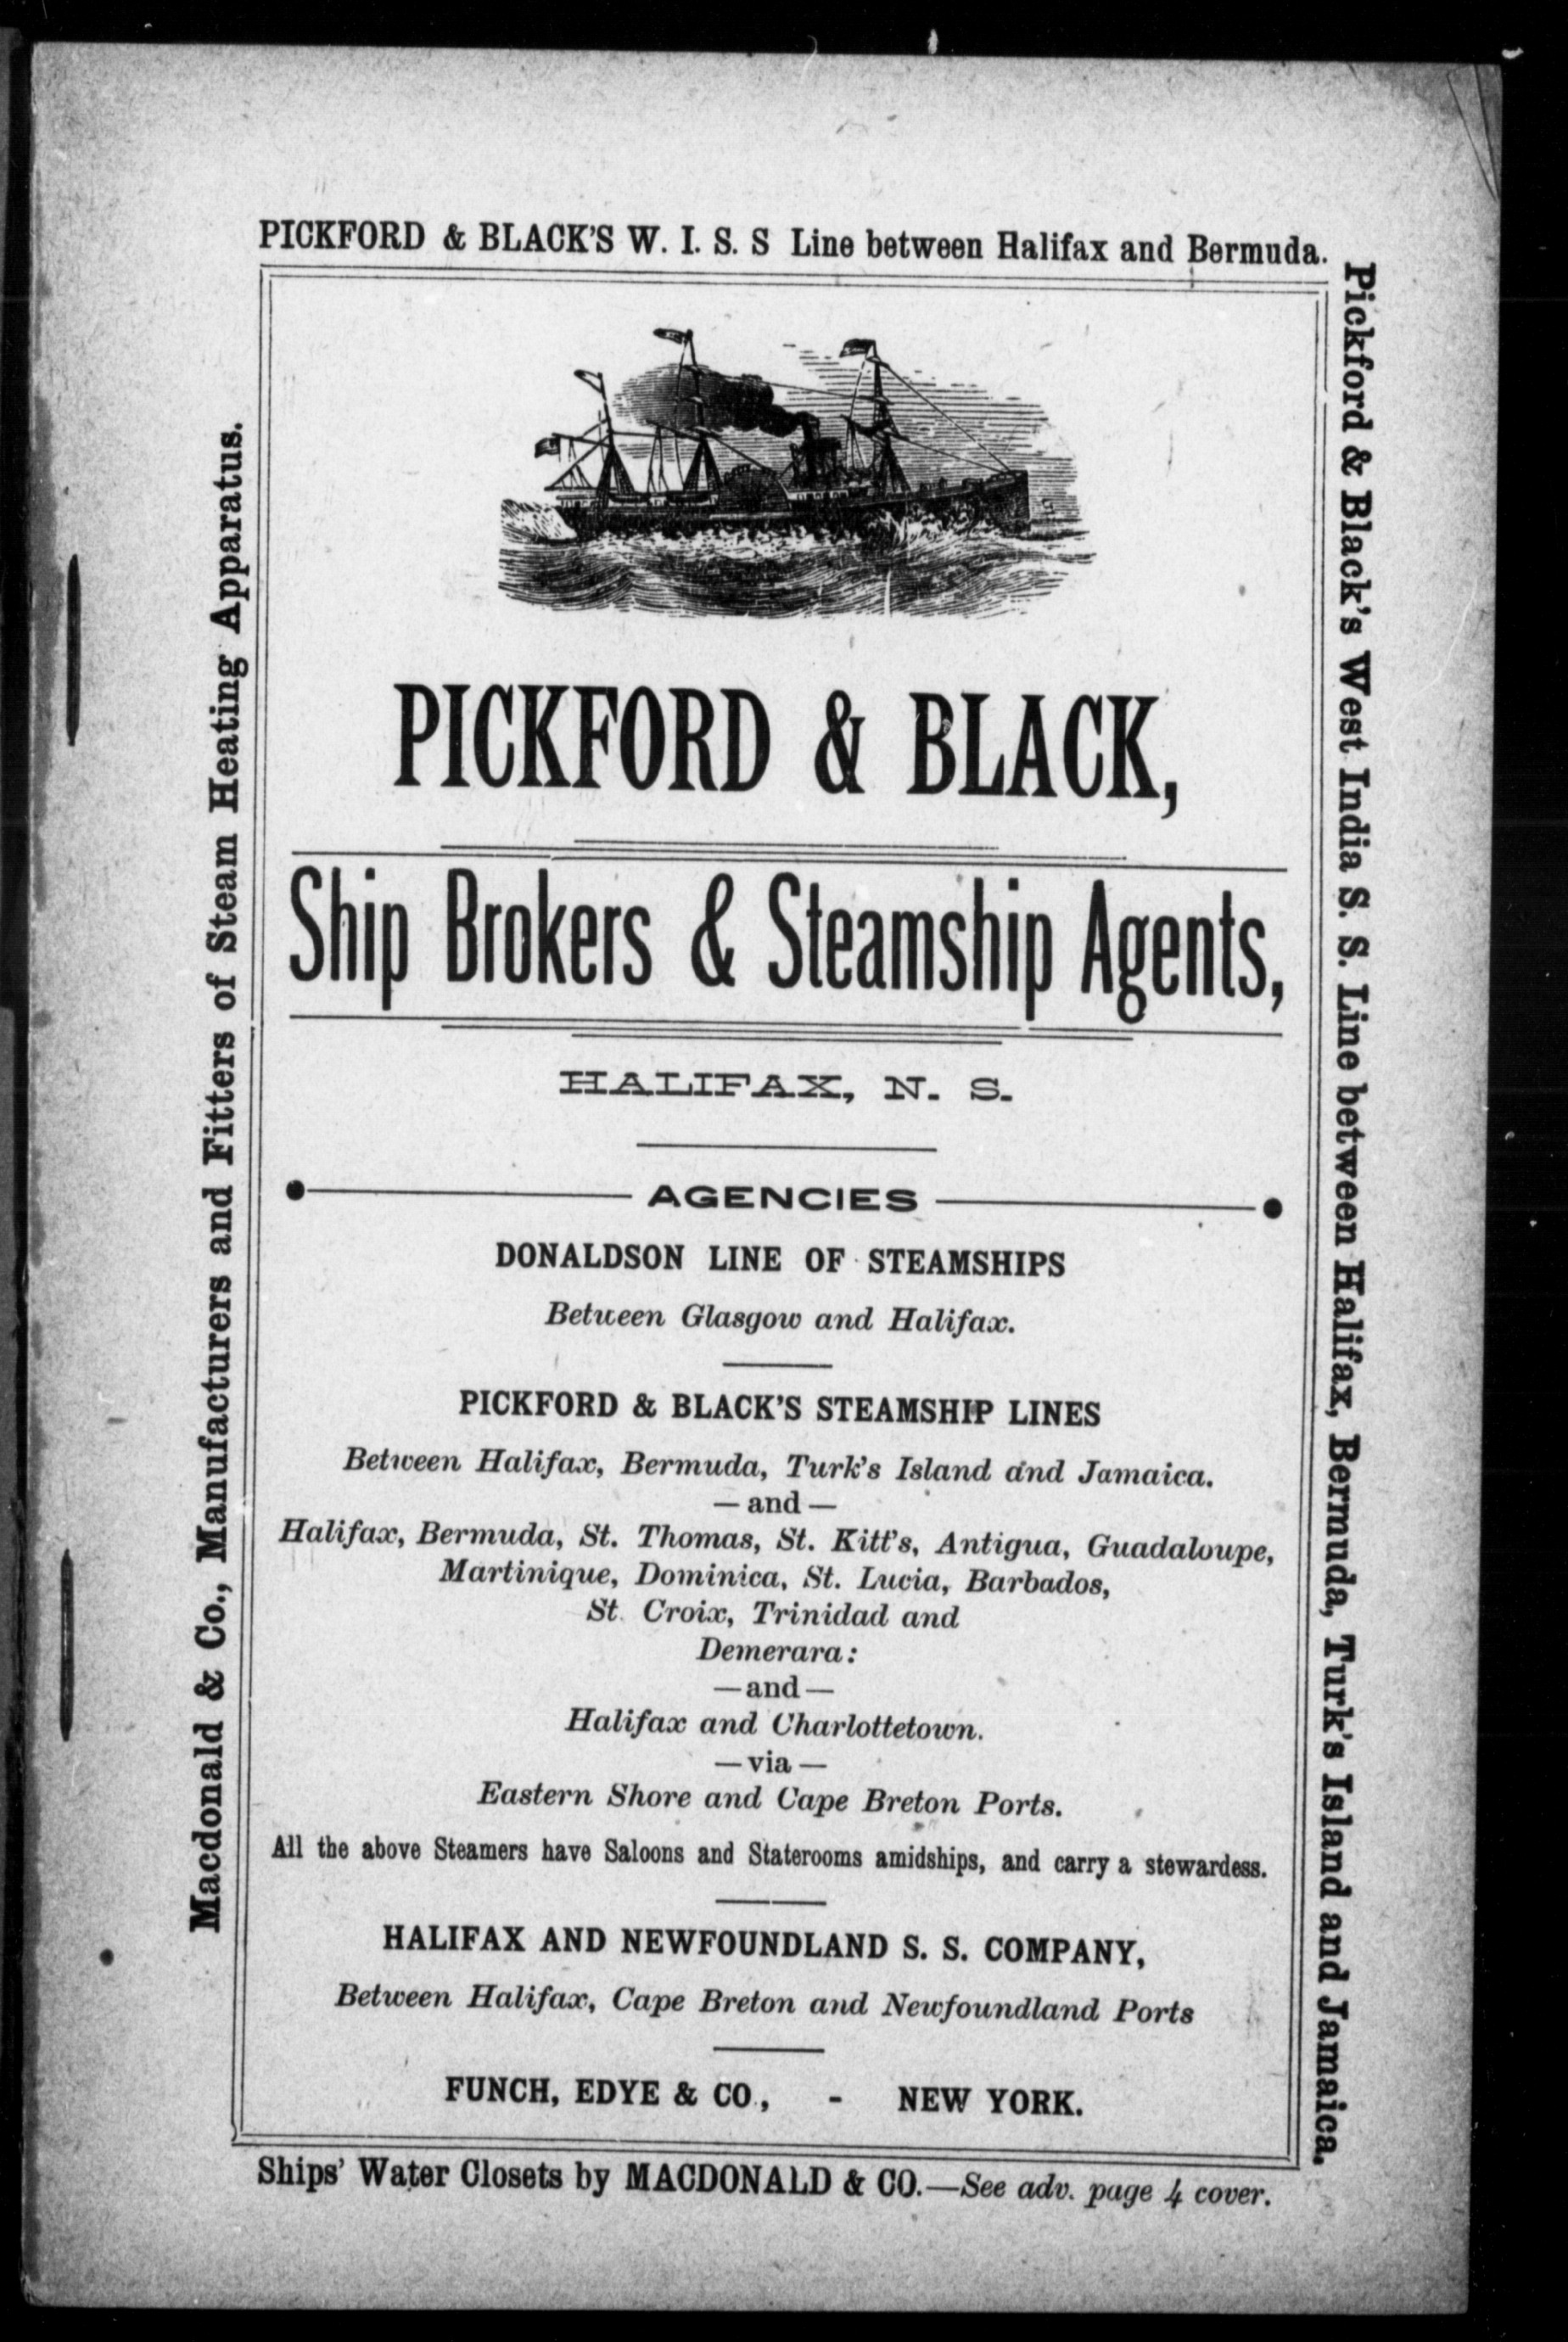 PICKFORD & BLACK'S W. I. S. S Line between Halifax and Bermuda.
Macdonald & Co., Manufacturers and Fitters of Steam Heating Apparatus.
Pickford & Black's West India S. S. Line between Halifax, Bermuda, Turk's Island and Jamaica.
PICKFORD & BLACK,
Ship Brokers & Steamship Agents,
HALIFAX, N. S.
AGENCIES
DONALDSON LINE OF STEAMSHIPS
Between Glasgow and Halifax.
PICKFORD & BLACK'S STEAMSHIP LINES
Between Halifax, Bermuda, Turk's Island and Jamaica.
— and —
Halifax, Bermuda, St. Thomas, St. Kitt's, Antigua, Guadaloupe,
Martinique, Dominica, St. Lucia, Barbados,
St. Croix, Trinidad and
Demerara:
— and —
Halifax and Charlottetown.
— via —
Eastern Shore and Cape Breton Ports.
All the above Steamers have Saloons and Staterooms amidships, and carry a stewardess.
HALIFAX AND NEWFOUNDLAND S. S. COMPANY,
Between Halifax, Cape Breton and Newfoundland Ports
FUNCH, EDYE & CO., - NEW YORK.
Ships' Water Closets by MACDONALD & CO.—See adv. page 4 cover.